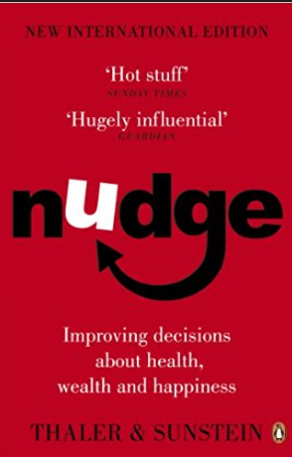 NEW INTERNATIONAL EDITION
‘Hot stuff’
SUNDAY TIMES
‘Hugely influential’
GUARDIAN
nudge
Improving decisions
about health,
wealth and happiness
THALER & SUNSTEIN